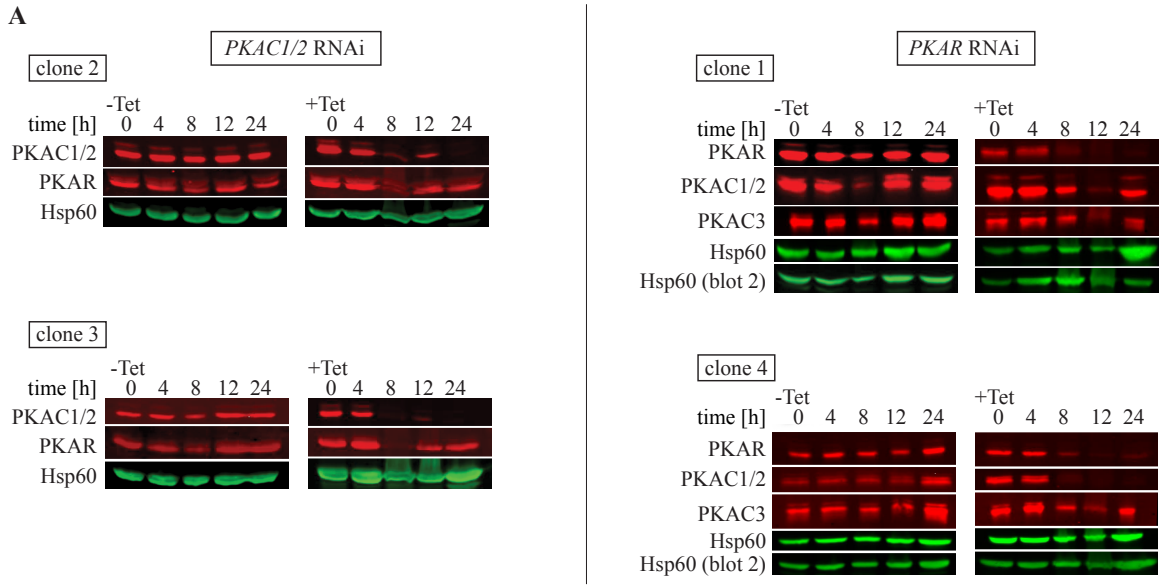 A
PKAC1/2 RNAi
clone 2
-Tet
+Tet
time [h] 0 4 8 12 24 0 4 8 12 24
PKAC1/2
PKAR
Hsp60
clone 3
-Tet
+Tet
time [h] 0 4 8 12 24 0 4 8 12 24
PKAC1/2
PKAR
Hsp60
PKAR RNAi
clone 1
-Tet
+Tet
time [h] 0 4 8 12 24 0 4 8 12 24
PKAR
PKAC1/2
PKAC3
Hsp60
Hsp60 (blot 2)
clone 4
-Tet
+Tet
time [h] 0 4 8 12 24 0 4 8 12 24
PKAR
PKAC1/2
PKAC3
Hsp60
Hsp60 (blot 2)